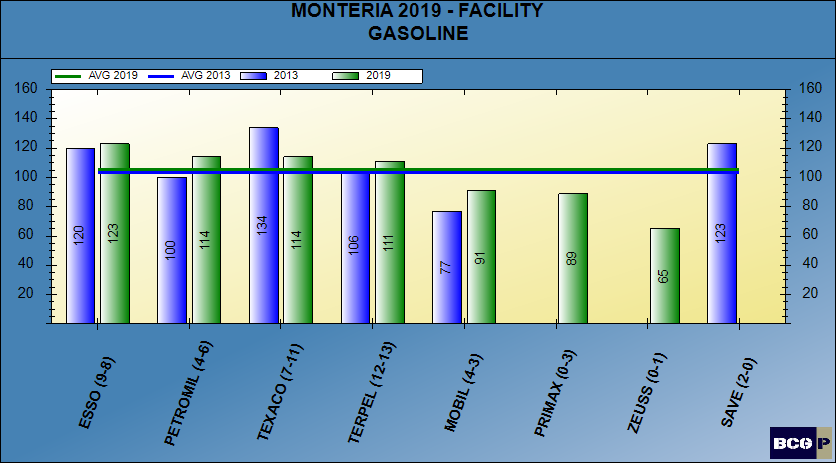 MONTERIA 2019 - FACILITY
GASOLINE
AVG 2019 AVG 2013 2013 2019
160 160
140 140
120 120
100 100
80 80
60 60
40 40
20 20
120 123 100 114 134 114 106 111 77 91 89 65 123
ESSO (9-8)
PETROMIL (4-6)
TEXACO (7-11)
TERPEL (12-13)
MOBIL (4-3)
PRIMAX (0-3)
ZEUSS (0-1)
SAVE (2-0)
BCG P